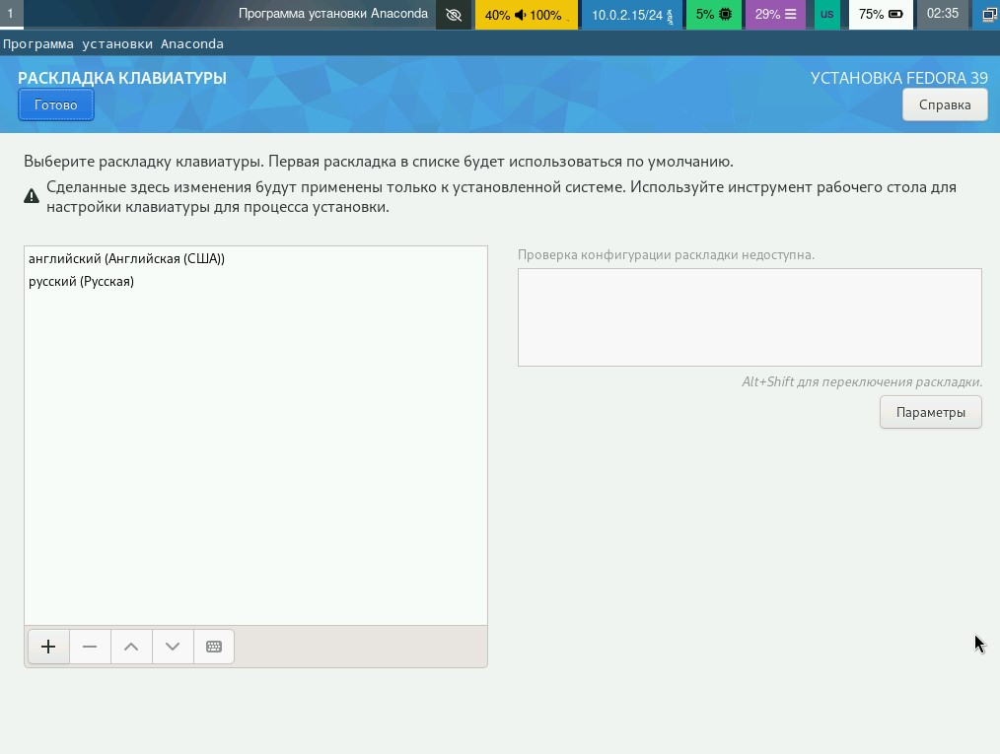 1
Программа установки Anaconda
40% 100%
10.0.2.15/24
5%
29%
us
75%
02:35
Программа установки Anaconda
РАСКЛАДКА КЛАВИАТУРЫ
УСТАНОВКА FEDORA 39
Готово
Справка
Выберите раскладку клавиатуры. Первая раскладка в списке будет использоваться по умолчанию.
Сделанные здесь изменения будут применены только к установленной системе. Используйте инструмент рабочего стола для
настройки клавиатуры для процесса установки.
английский (Английская (США))
русский (Русская)
Проверка конфигурации раскладки недоступна.
Alt+Shift для переключения раскладки.
Параметры